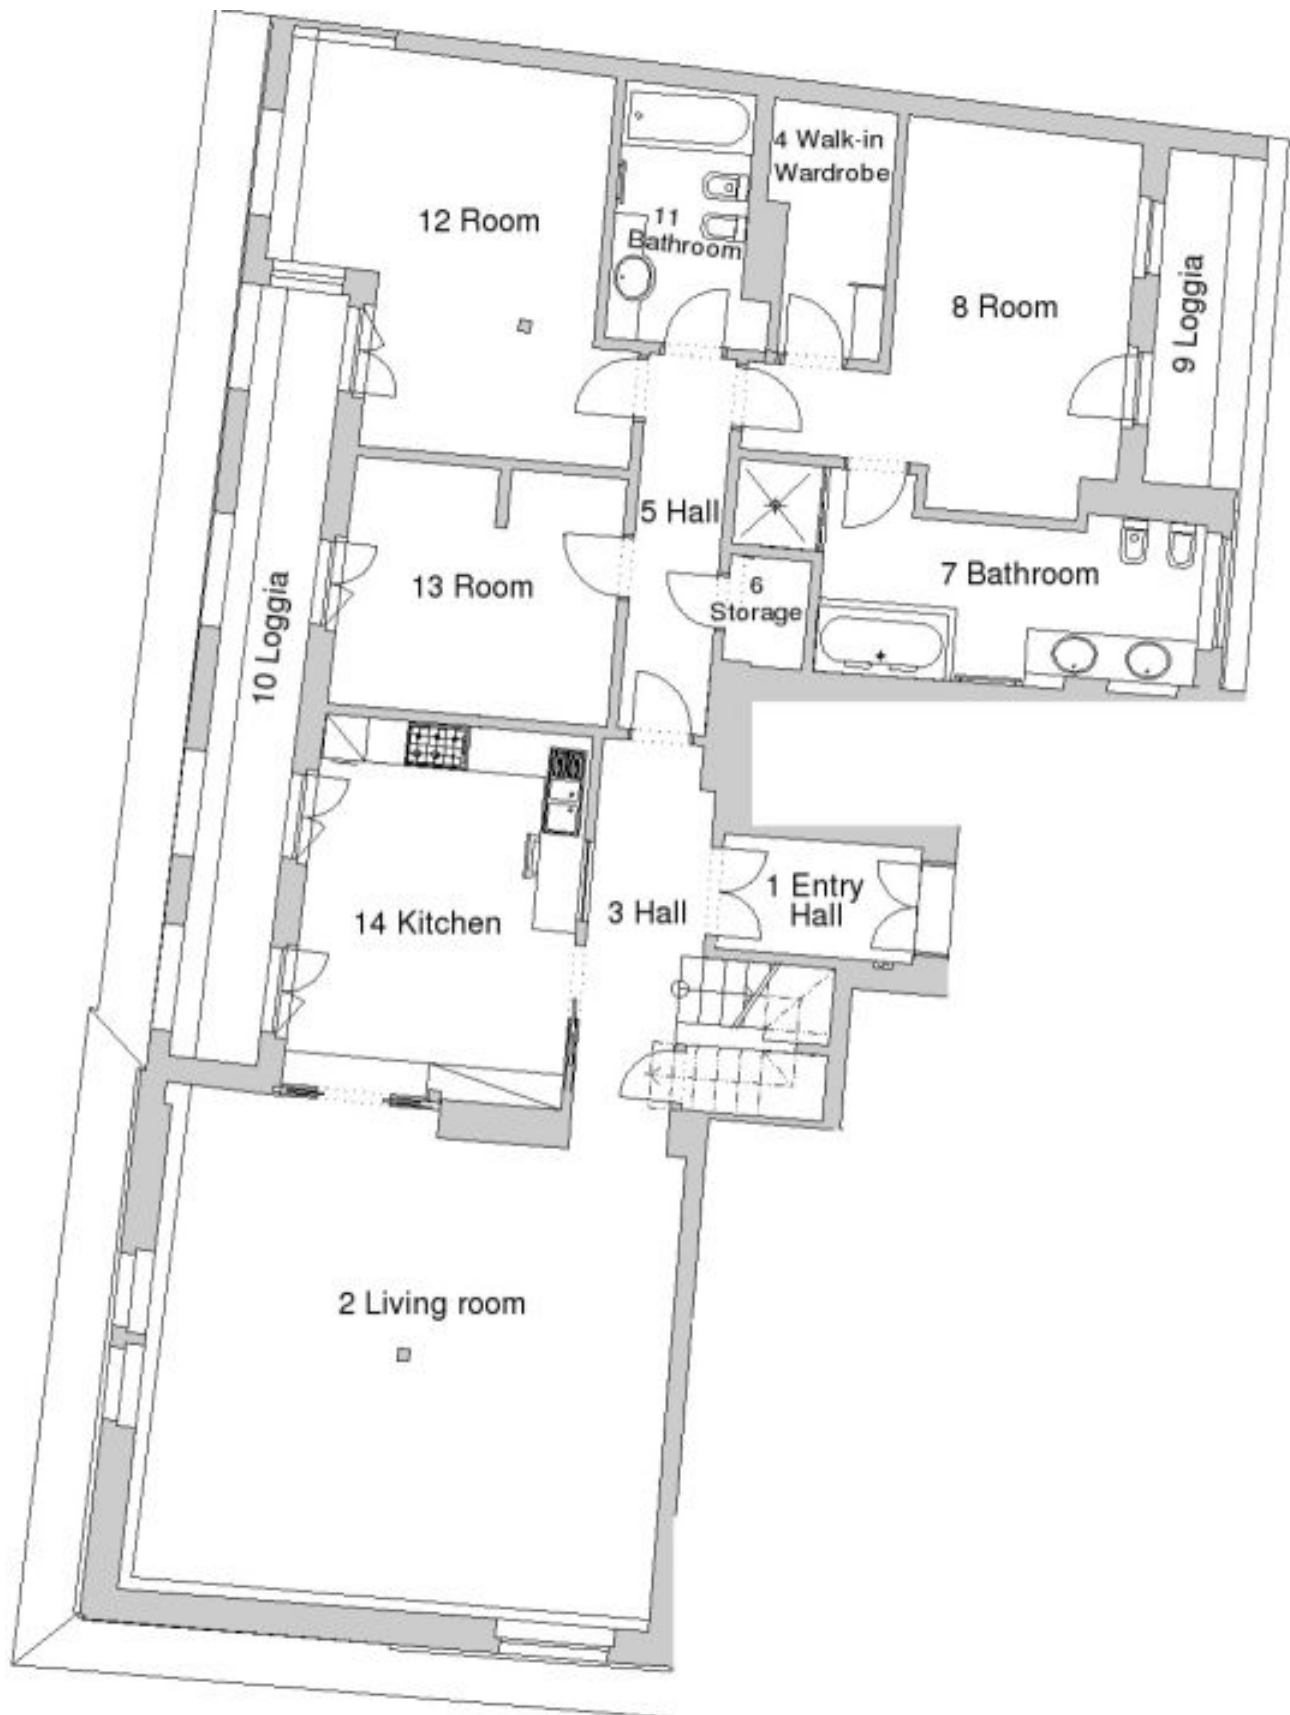 4 Walk-in
Wardrobe
12 Room
11
Bathroom
8 Room
9 Loggia
5 Hall
13 Room
6
Storage
7 Bathroom
10 Loggia
14 Kitchen
3 Hall
1 Entry
Hall
2 Living room